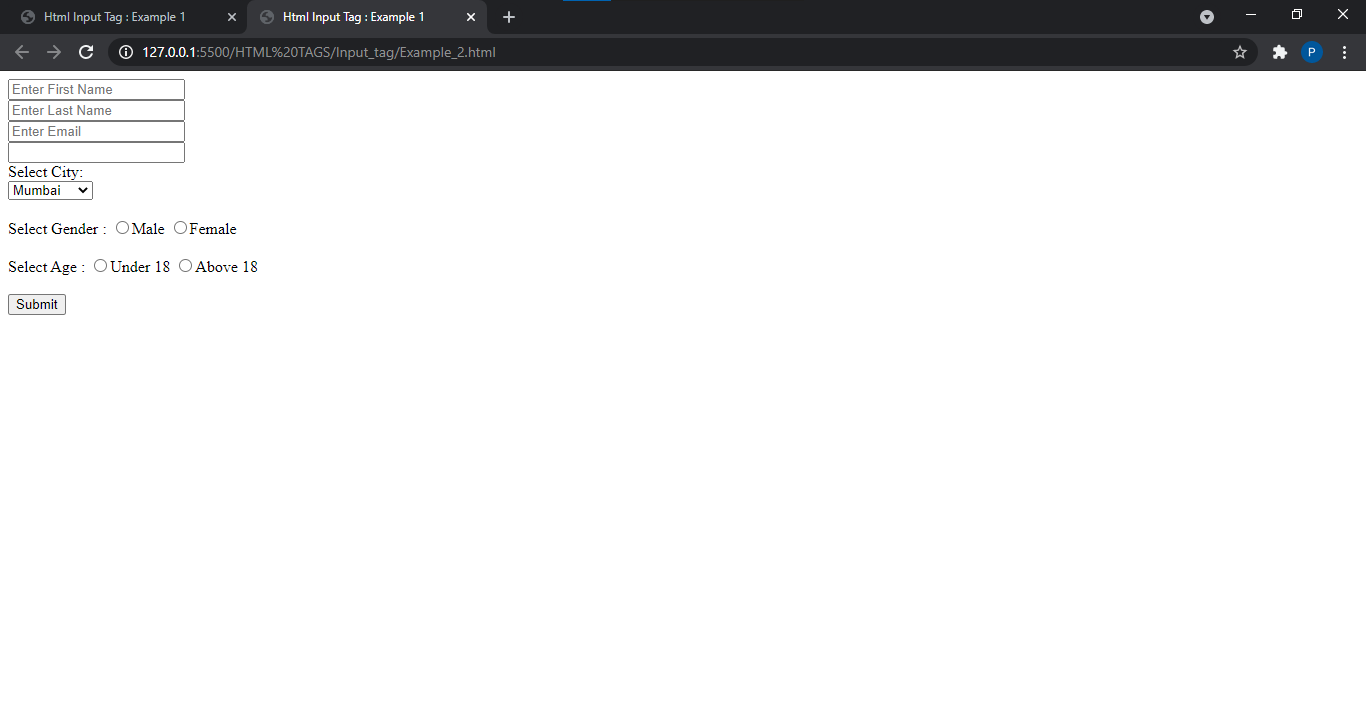 Html Input Tag : Example 1 Html Input Tag : Example 1
127.0.0.1:5500/HTML%20TAGS/Input_tag/Example_2.html P
Enter First Name
Enter Last Name
Enter Email
Select City:
Mumbai
Select Gender : Male Female
Select Age : Under 18 Above 18
Submit